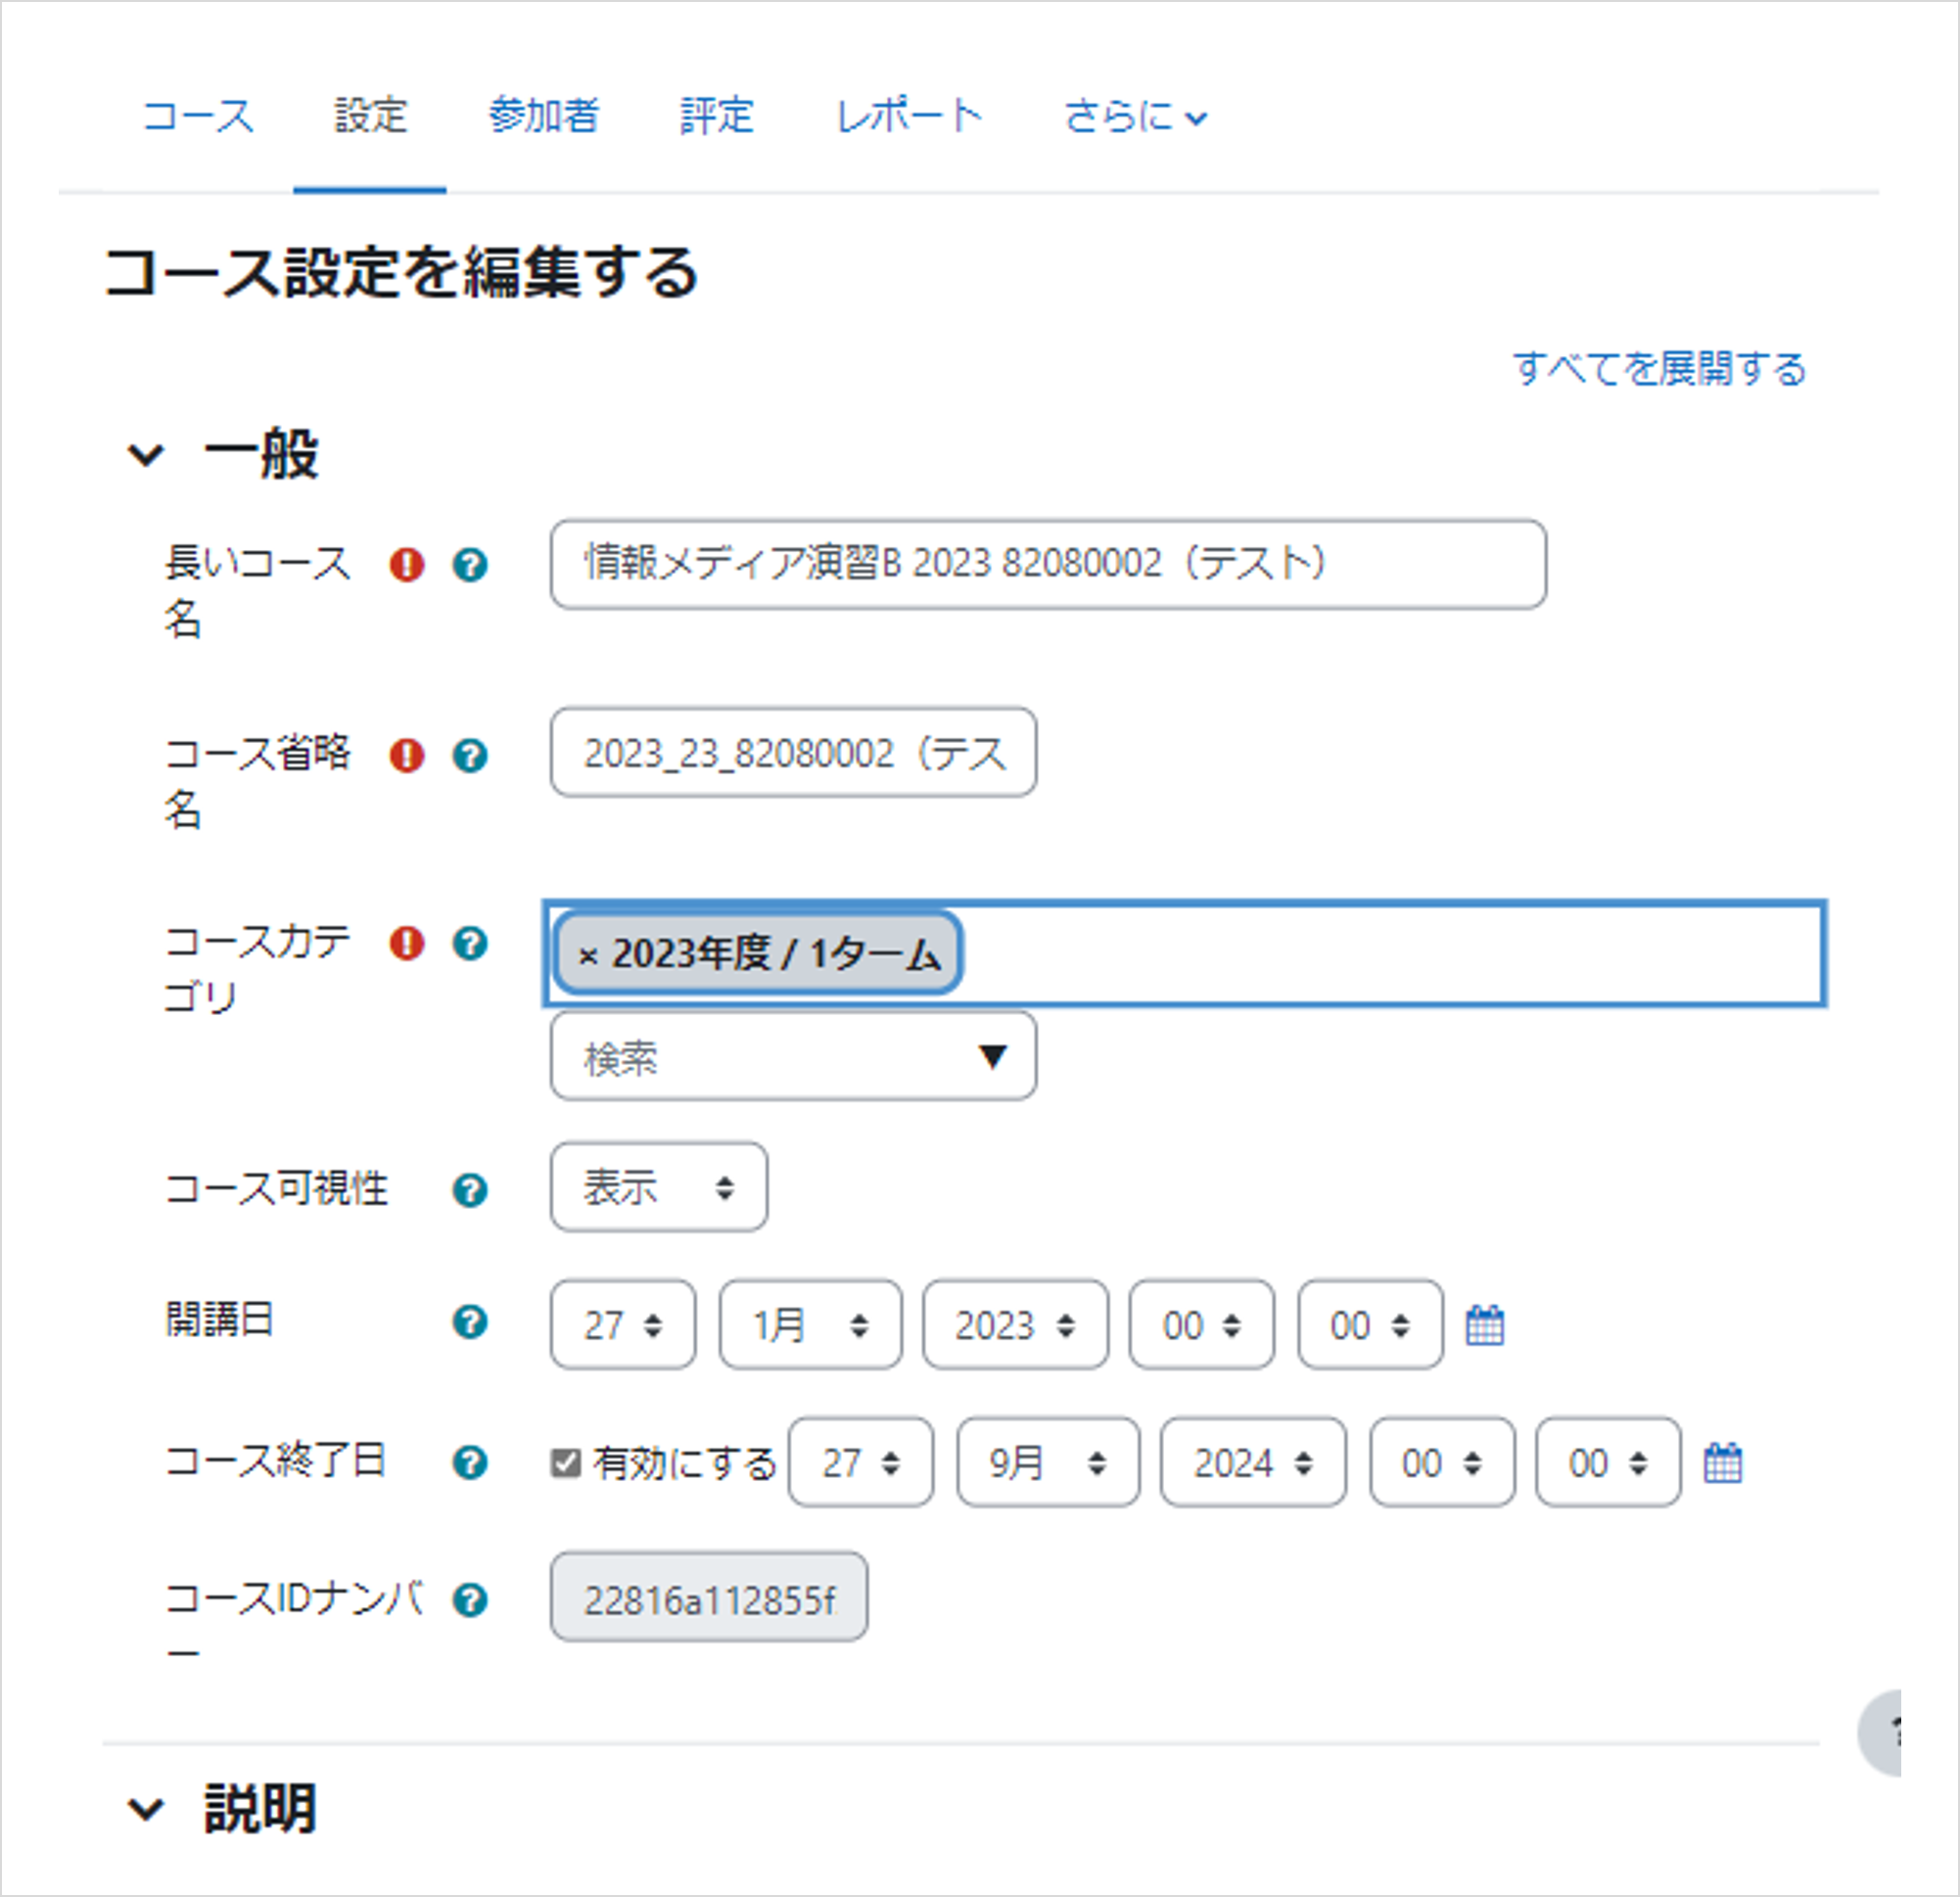 コース 設定 参加者 評定 レポート さらに
コース設定を編集する
すべてを展開する
一般
長いコース名
情報メディア演習B 2023 82080002（テスト）
コース省略名
2023_23_82080002（テス
コースカテゴリ
× 2023年度 / 1ターム
検索
コース可視性
表示
開講日
27 1月 2023 00 00
コース終了日
有効にする 27 9月 2024 00 00
コースIDナンバー
22816a112855f
説明